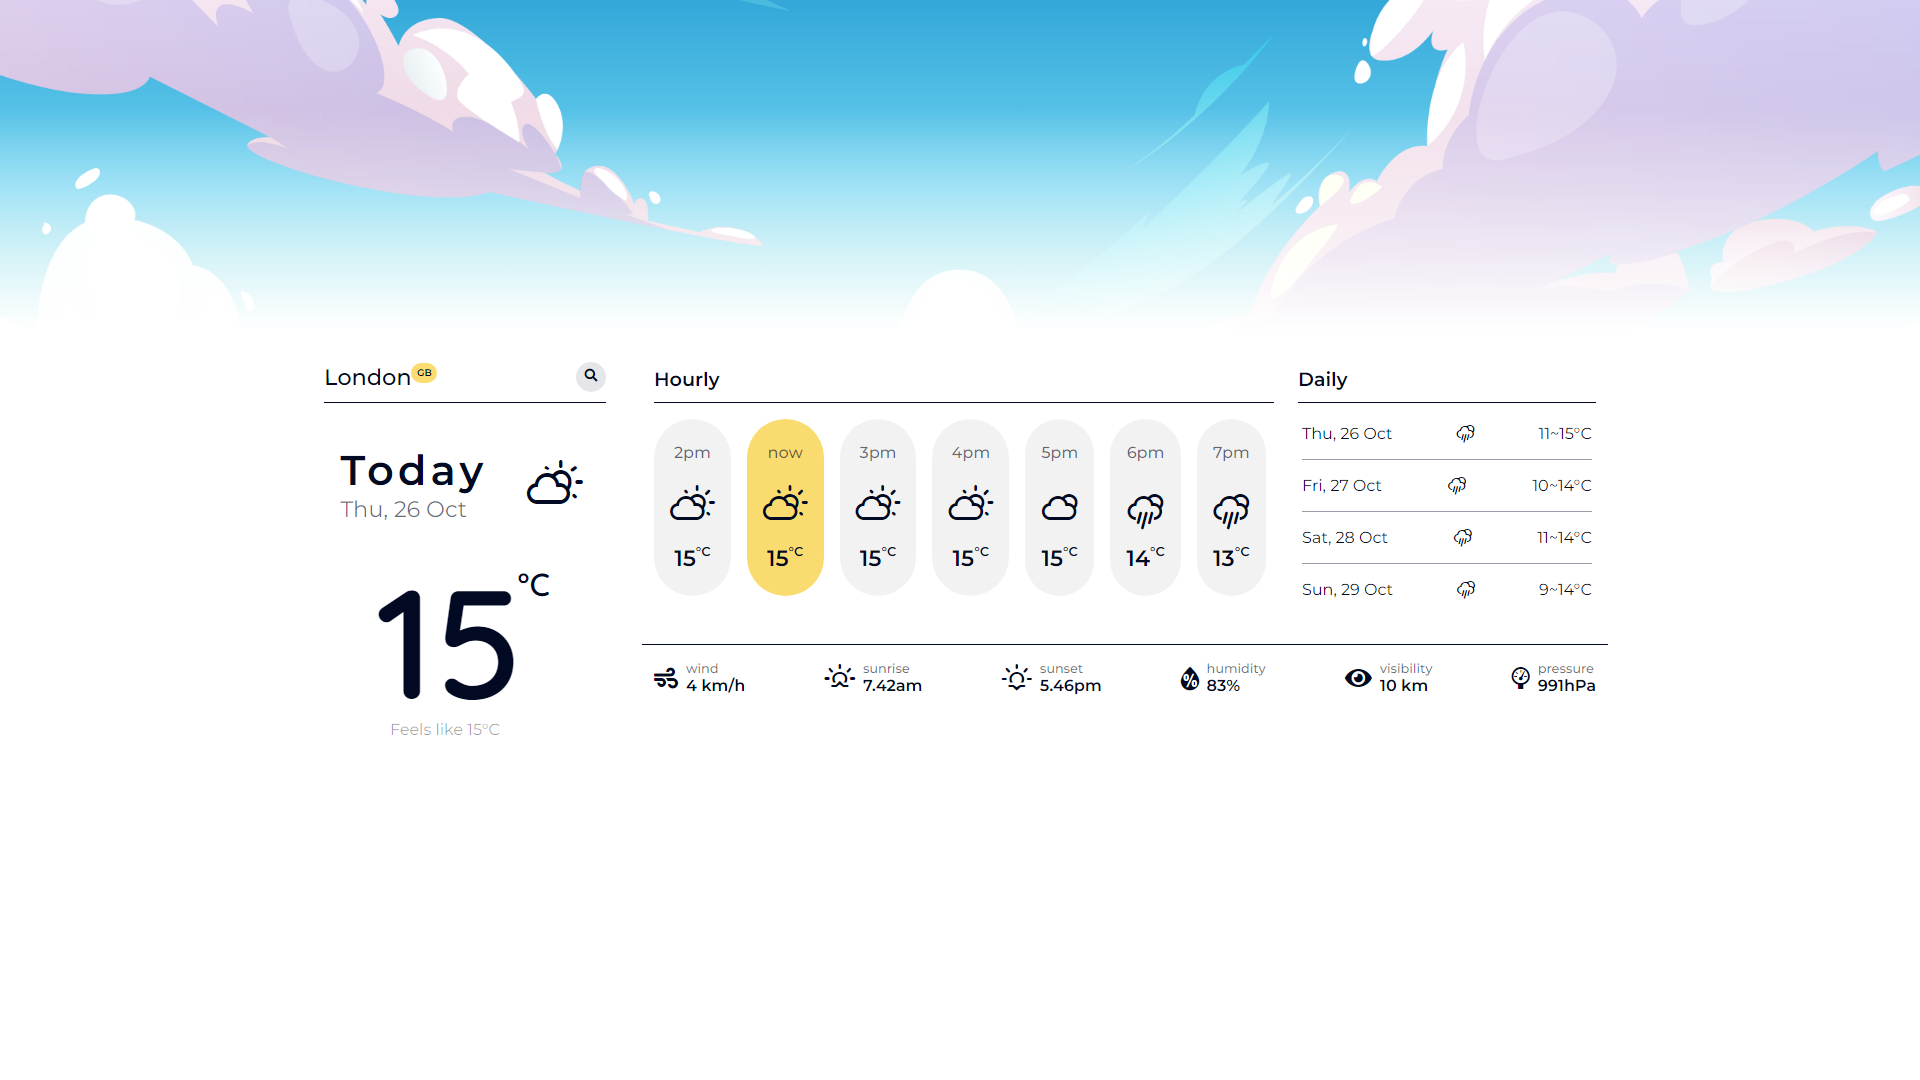 London GB
Today
Thu, 26 Oct
15 °C
Feels like 15°C
Hourly
2pm now 3pm 4pm 5pm 6pm 7pm
15°C 15°C 15°C 15°C 15°C 14°C 13°C
Daily
Thu, 26 Oct 11~15°C
Fri, 27 Oct 10~14°C
Sat, 28 Oct 11~14°C
Sun, 29 Oct 9~14°C
wind sunrise sunset humidity visibility pressure
4 km/h 7.42am 5.46pm 83% 10 km 991hPa